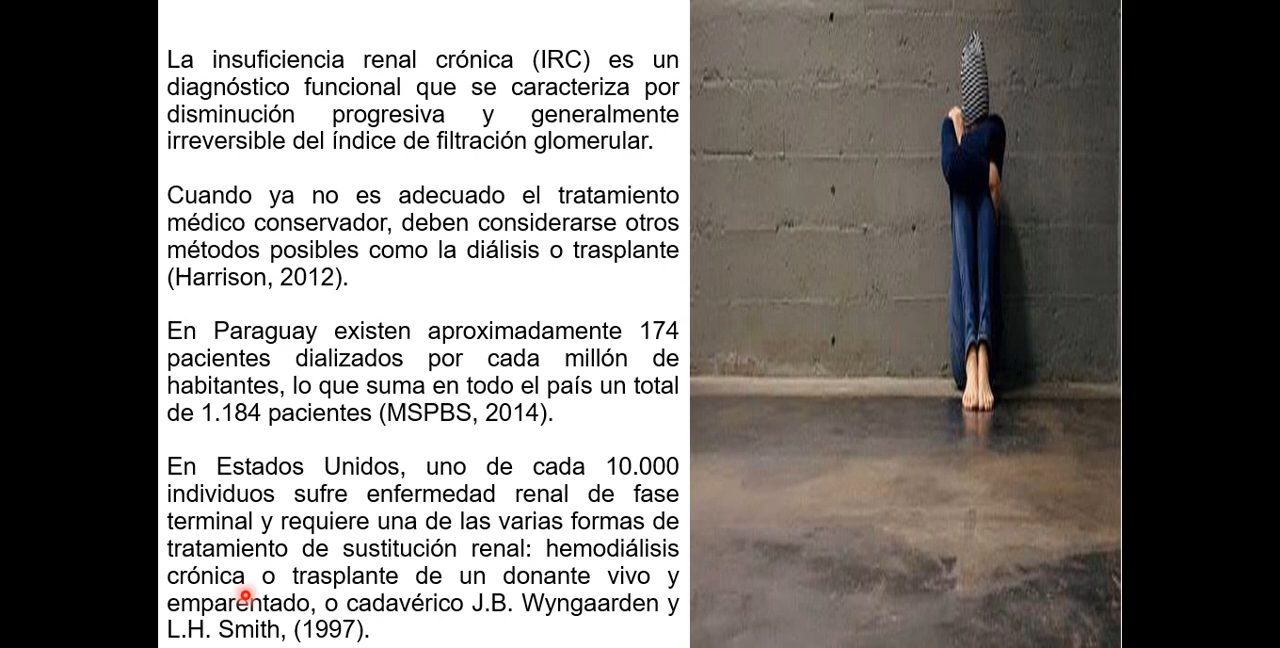 La insuficiencia renal crónica (IRC) es un
diagnóstico funcional que se caracteriza por
disminución progresiva y generalmente
irreversible del índice de filtración glomerular.
Cuando ya no es adecuado el tratamiento
médico conservador, deben considerarse otros
métodos posibles como la diálisis o trasplante
(Harrison, 2012).
En Paraguay existen aproximadamente 174
pacientes dializados por cada millón de
habitantes, lo que suma en todo el país un total
de 1.184 pacientes (MSPBS, 2014).
En Estados Unidos, uno de cada 10.000
individuos sufre enfermedad renal de fase
terminal y requiere una de las varias formas de
tratamiento de sustitución renal: hemodiálisis
crónica o trasplante de un donante vivo y
emparentado, o cadavérico J.B. Wyngaarden y
L.H. Smith, (1997).